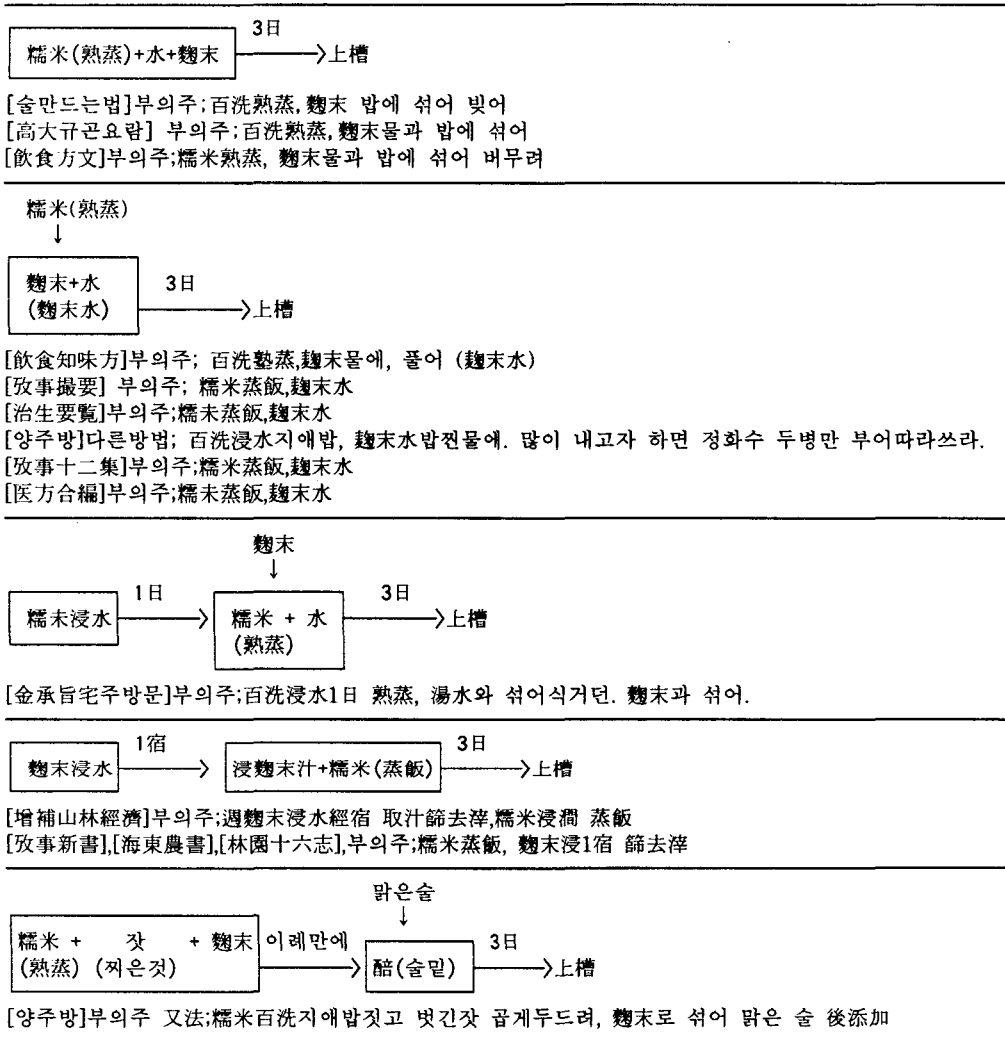 3日
糯米(熟蒸)+水+麴末 ───〉上槽
[술만드는법]부의주;百洗熟蒸,麴末 밥에 섞어 빚어
[高大규곤요람] 부의주;百洗熟蒸,麴末물과 밥에 섞어
[飮食方文]부의주;糯米熟蒸, 麴末물과 밥에 섞어 버무려
糯米(熟蒸)
↓
麴末+水 3日
(麴末水) ───〉上槽
[飮食知味方]부의주; 百洗塾蒸,麴末물에, 풀어 (麴末水)
[攷事撮要] 부의주; 糯米蒸飯,麴末水
[治生要覧]부의주;糯未蒸飯,麴末水
[양주방]다른방법; 百洗浸水지애밥, 麴末水밥찐물에. 많이 내고자 하면 정화수 두병만 부어따라쓰라.
[攷事十二集]부의주;糯米蒸飯,麴末水
[医方合編]부의주;糯未蒸飯,麴末水
麴末
↓
1日 3日
糯未浸水 ───〉 糯米 + 水 ───〉上槽
(熟蒸)
[金承旨宅주방문]부의주;百洗浸水1日 熟蒸, 湯水와 섞어식거던. 麴末과 섞어.
1宿 3日
麴末浸水 ───〉 浸麴末汁+糯米(蒸飯) ───〉上槽
[增補山林經濟]부의주;週麴末浸水經宿 取汁篩去滓,糯米浸潤 蒸飯
[攷事新書],[海東農書],[林園十六志],부의주;糯米蒸飯, 麴末浸1宿 篩去滓
맑은술
↓
糯米 + 잣 + 麴末 이레만에 3日
(熟蒸) (찌은것) ───〉 醅(술밑) ───〉上槽
[양주방]부의주 又法;糯米百洗지애밥짓고 벗긴잣 곱게두드려, 麴末로 섞어 맑은 술 後添加